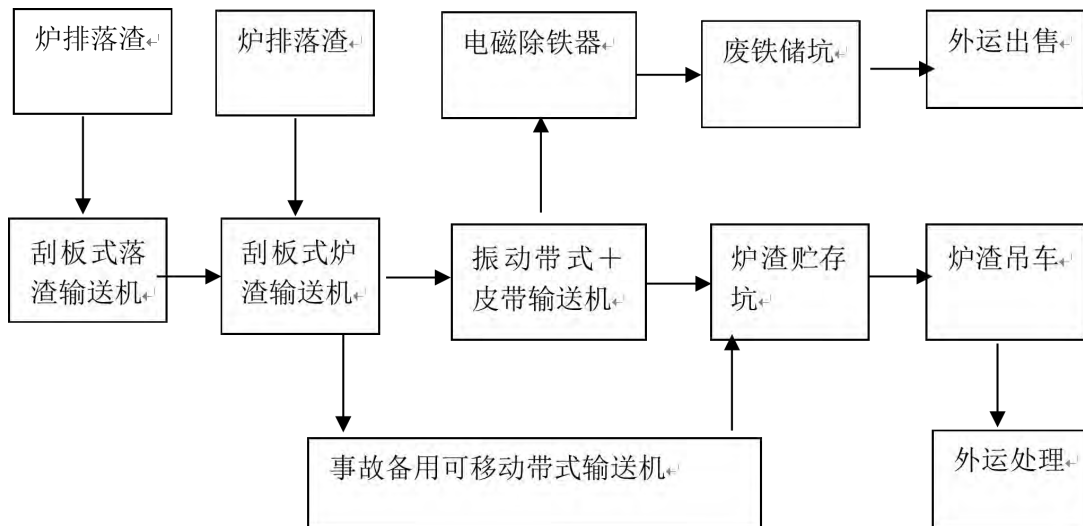 炉排落渣
炉排落渣
电磁除铁器
废铁储坑
外运出售
刮板式落
渣输送机
刮板式炉
渣输送机
振动带式＋
皮带输送机
炉渣贮存
坑
炉渣吊车
事故备用可移动带式输送机
外运处理